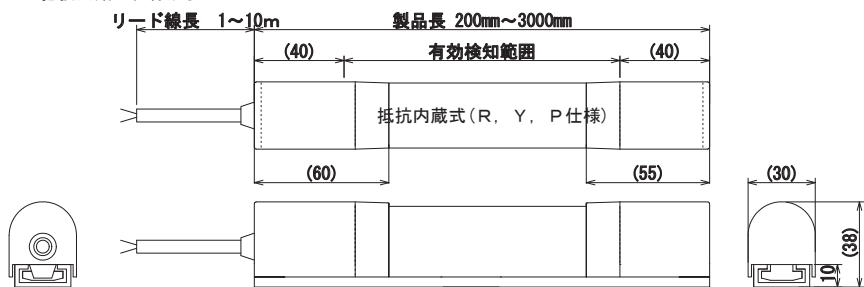 リード線長 1～10m
製品長 200mm～3000mm
(40)
有効検知範囲
(40)
抵抗内蔵式(R, Y, P仕様)
(60)
(55)
(30)
(38)
10